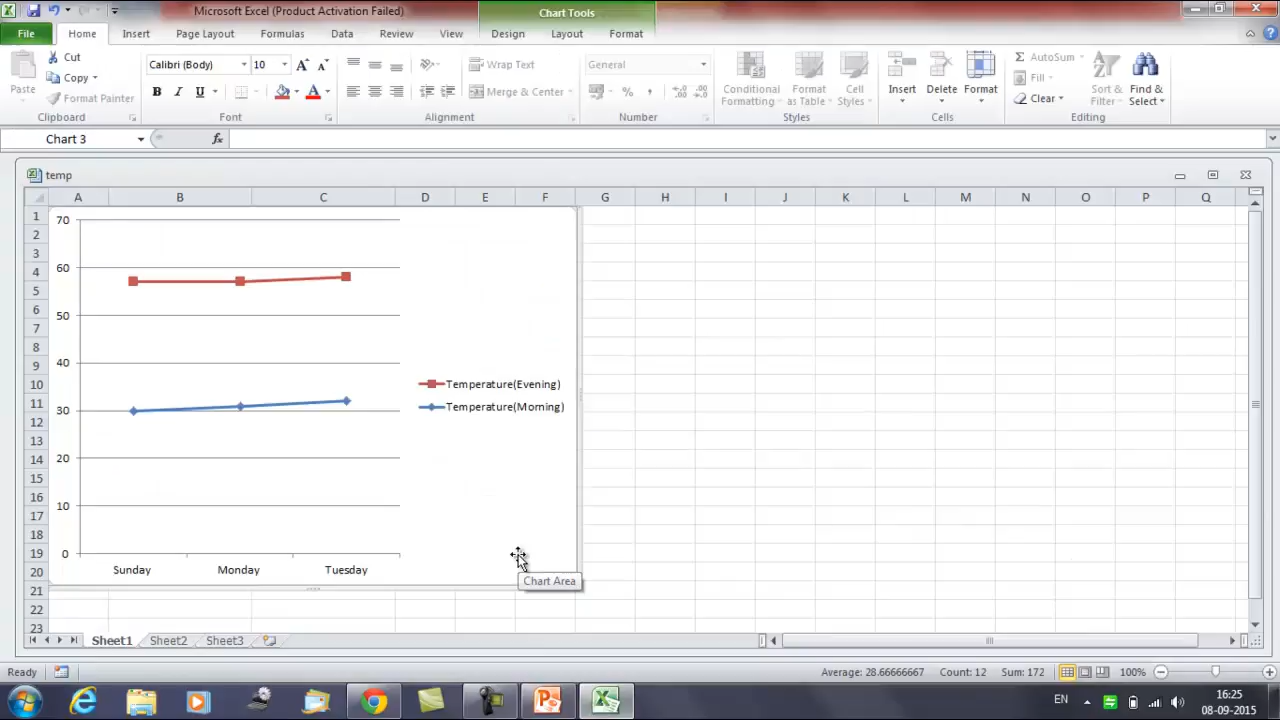 Microsoft Excel (Product Activation Failed)
Chart Tools
File Home Insert Page Layout Formulas Data Review View Design Layout Format
Paste
Cut
Copy
Format Painter
Clipboard
Calibri (Body) 10
B I U
Font
Wrap Text
Merge & Center
Alignment
General
%
Number
Conditional Formatting
Format as Table
Cell Styles
Styles
Insert Delete Format
Cells
AutoSum
Fill
Clear
Sort & Filter
Find & Select
Editing
Chart 3 fx
temp
A B C D E F G H I J K L M N O P Q
1
2
3
4
5
6
7
8
9
10
11
12
13
14
15
16
17
18
19
20
21
22
23
70
60
50
40
30
20
10
0
Temperature(Evening)
Temperature(Morning)
Sunday Monday Tuesday
Chart Area
Sheet1 Sheet2 Sheet3
Ready Average: 28.66666667 Count: 12 Sum: 172 100%
EN
16:25
08-09-2015